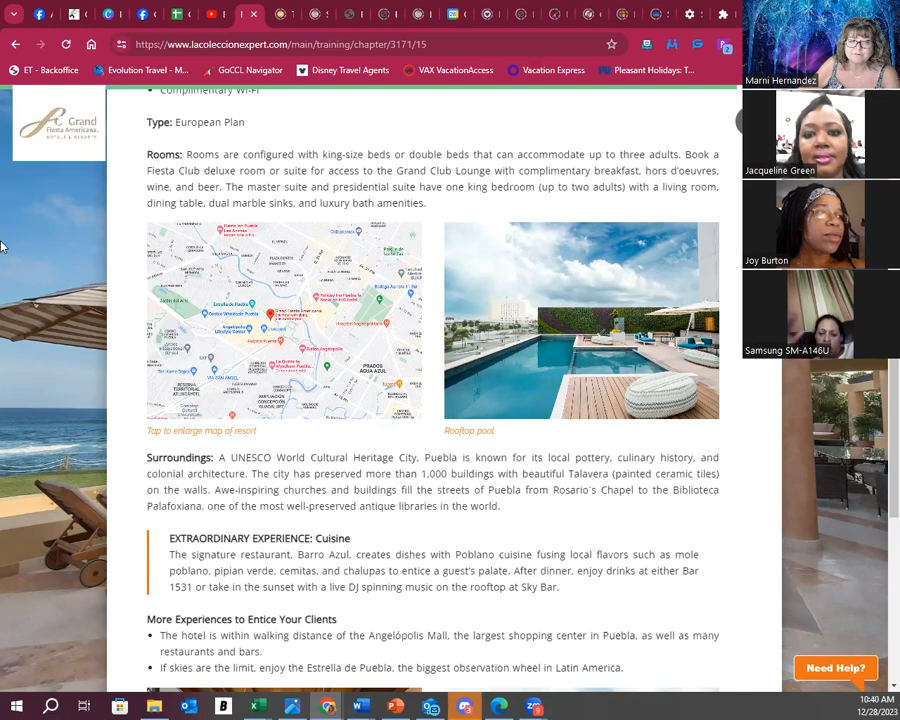 https://www.lacoleccionexpert.com/main/training/chapter/3171/15
ET - Backoffice
Evolution Travel - M...
GoCCL Navigator
Disney Travel Agents
VAX VacationAccess
Vacation Express
Pleasant Holidays: T...
Marni Hernandez
Jacqueline Green
Joy Burton
Samsung SM-A146U
Grand
Fiesta Americana
HOTELS & RESORTS
• Complimentary Wi-Fi
Type: European Plan
Rooms: Rooms are configured with king-size beds or double beds that can accommodate up to three adults. Book a
Fiesta Club deluxe room or suite for access to the Grand Club Lounge with complimentary breakfast, hors d'oeuvres,
wine, and beer. The master suite and presidential suite have one king bedroom (up to two adults) with a living room,
dining table, dual marble sinks, and luxury bath amenities.
Estrella de Puebla
PRADOS
AGUA AZUL
RESERVA
TERRITORIAL
Tap to enlarge map of resort
Rooftop pool
Surroundings: A UNESCO World Cultural Heritage City, Puebla is known for its local pottery, culinary history, and
colonial architecture. The city has preserved more than 1,000 buildings with beautiful Talavera (painted ceramic tiles)
on the walls. Awe-inspiring churches and buildings fill the streets of Puebla from Rosario´s Chapel to the Biblioteca
Palafoxiana, one of the most well-preserved antique libraries in the world.
EXTRAORDINARY EXPERIENCE: Cuisine
The signature restaurant, Barro Azul, creates dishes with Poblano cuisine fusing local flavors such as mole
poblano, pipian verde, cemitas, and chalupas to entice a guest's palate. After dinner, enjoy drinks at either Bar
1531 or take in the sunset with a live DJ spinning music on the rooftop at Sky Bar.
More Experiences to Entice Your Clients
• The hotel is within walking distance of the Angelópolis Mall, the largest shopping center in Puebla, as well as many
restaurants and bars.
• If skies are the limit, enjoy the Estrella de Puebla, the biggest observation wheel in Latin America.
Need Help?
10:40 AM
12/28/2023